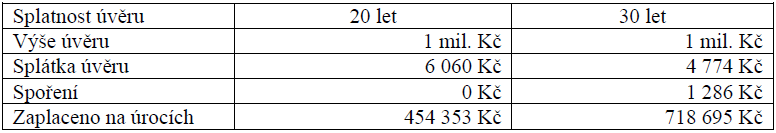 Splatnost úvěru 20 let 30 let
Výše úvěru 1 mil. Kč 1 mil. Kč
Splátka úvěru 6 060 Kč 4 774 Kč
Spoření 0 Kč 1 286 Kč
Zaplaceno na úrocích 454 353 Kč 718 695 Kč